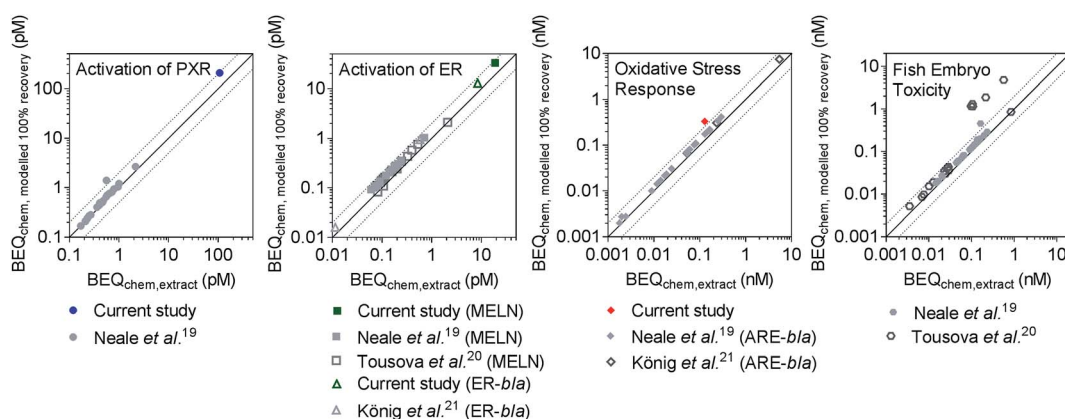 BEQchem, modelled 100% recovery (pM)
Activation of PXR
100
10
1
0.1
0.1 1 10 100
BEQchem,extract (pM)
Current study
Neale et al.19
BEQchem, modelled 100% recovery (pM)
Activation of ER
10
1
0.1
0.01
0.01 0.1 1 10
BEQchem,extract (pM)
Current study (MELN)
Neale et al.19 (MELN)
Tousova et al.20 (MELN)
Current study (ER-bla)
König et al.21 (ER-bla)
BEQchem, modelled 100% recovery (nM)
Oxidative Stress
Response
10
1
0.1
0.01
0.001
0.001 0.01 0.1 1 10
BEQchem,extract (nM)
Current study
Neale et al.19 (ARE-bla)
König et al.21 (ARE-bla)
BEQchem, modelled 100% recovery (nM)
Fish Embryo
Toxicity
10
1
0.1
0.01
0.001
0.001 0.01 0.1 1 10
BEQchem,extract (nM)
Neale et al.19
Tousova et al.20